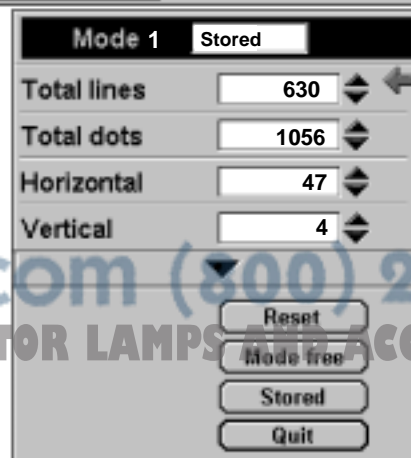 Mode 1 Stored
Total lines 630
Total dots 1056
Horizontal 47
Vertical 4
com (800) 2
Reset
TOR LAMPS AND ACCO
Mode free
Stored
Quit